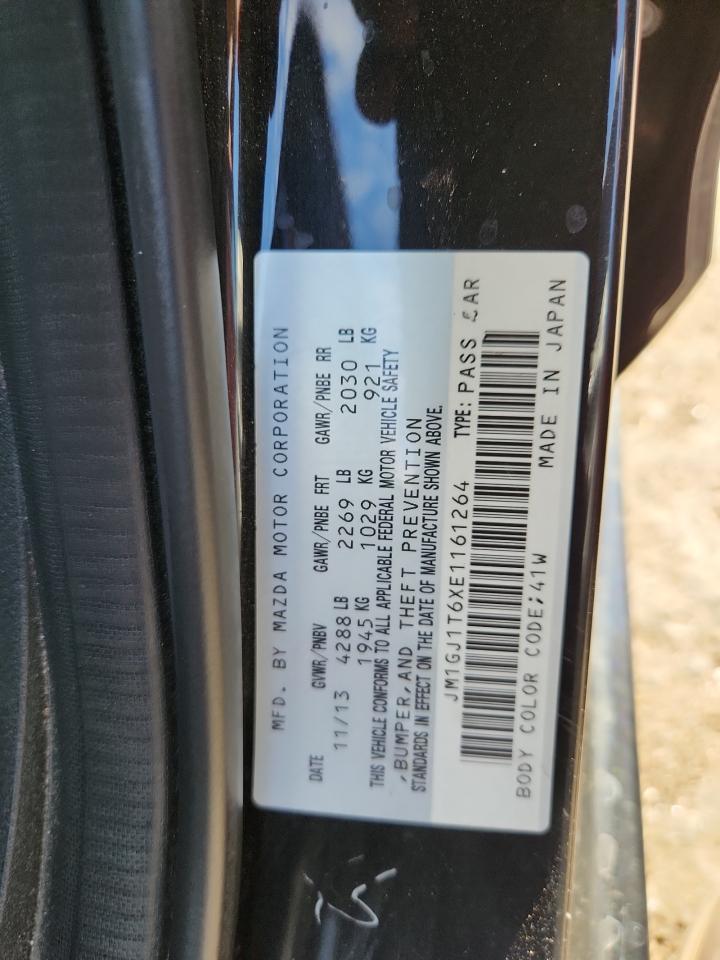 MFD. BY MAZDA MOTOR CORPORATION
DATE GVWR/PNBV GAWR/PNBE FRT GAWR/PNBE RR
11/13 4288 LB 2269 LB 2030 LB
1945 KG 1029 KG 921 KG
THIS VEHICLE CONFORMS TO ALL APPLICABLE FEDERAL MOTOR VEHICLE SAFETY
,BUMPER,AND THEFT PREVENTION
STANDARDS IN EFFECT ON THE DATE OF MANUFACTURE SHOWN ABOVE.
JM1GJ1T6XE1161264 TYPE: PASS CAR
BODY COLOR CODE:41W MADE IN JAPAN